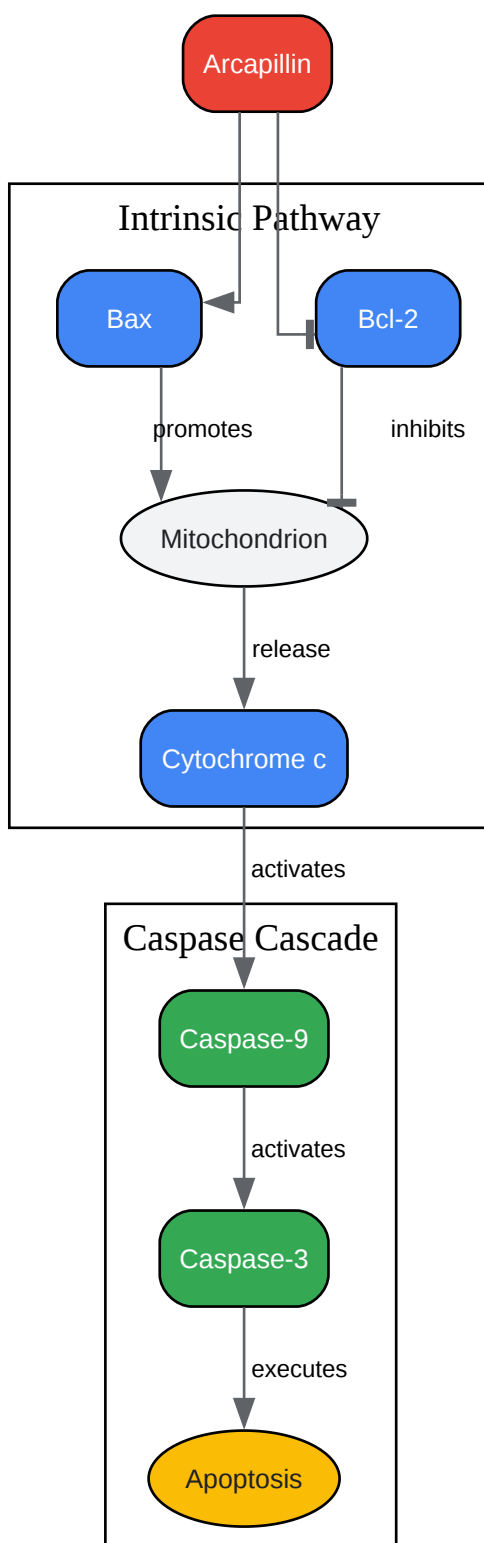 Arcapillin
Intrinsic Pathway
Bax
Bcl-2
promotes
inhibits
Mitochondrion
release
Cytochrome c
activates
Caspase Cascade
Caspase-9
activates
Caspase-3
executes
Apoptosis